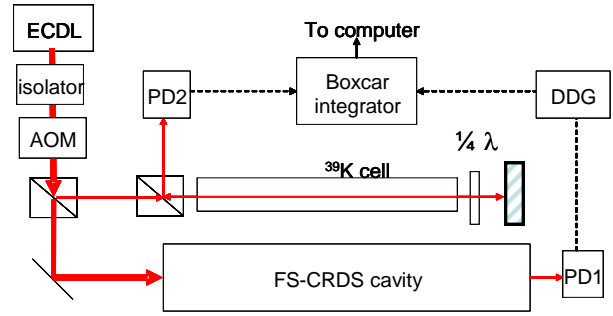 ECDL
To computer
isolator
PD2
Boxcar
integrator
DDG
AOM
¼ λ
³⁹K cell
FS-CRDS cavity
PD1